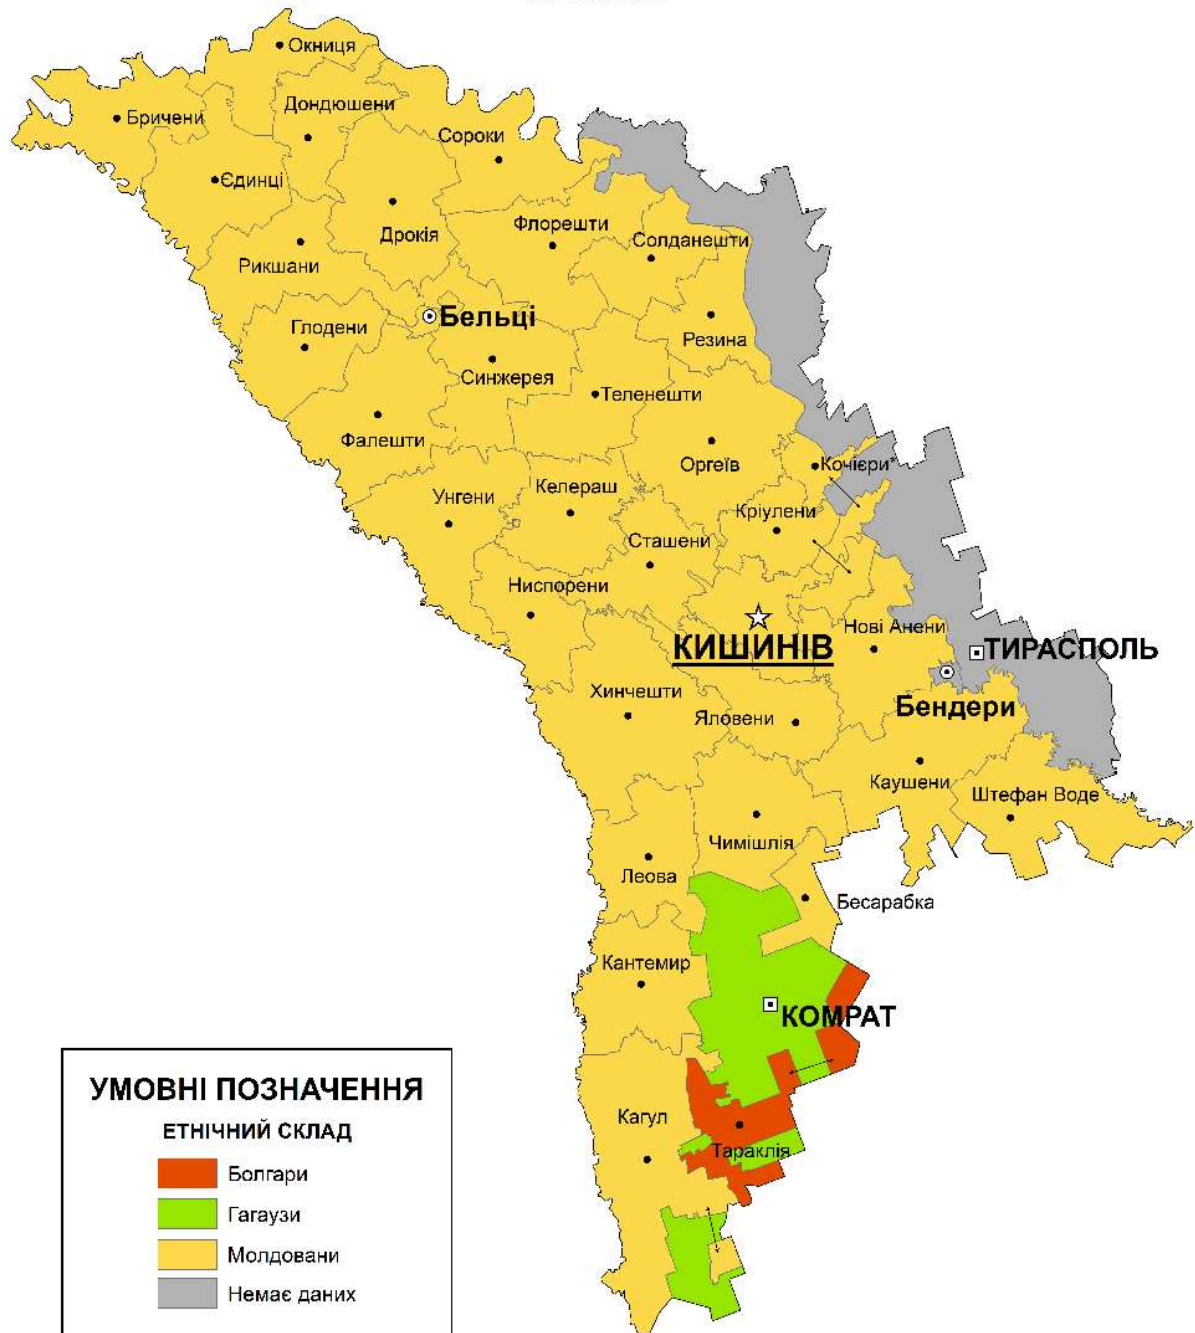 Окниця
Бричени
Дондюшени
Сороки
Єдинці
Флорешти
Дрокія
Солданешти
Рикшани
Бельці
Глодени
Резина
Синжерея
Теленешти
Фалешти
Оргеїв
Кочієри*
Унгени
Келераш
Кріулени
Сташени
Ниспорени
Нові Анени
КИШИНІВ
ТИРАСПОЛЬ
Хинчешти
Яловени
Бендери
Каушени
Штефан Воде
Чимішлія
Леова
Бесарабка
Кантемир
КОМРАТ
Кагул
Тараклія
УМОВНІ ПОЗНАЧЕННЯ
ЕТНІЧНИЙ СКЛАД
Болгари
Гагаузи
Молдовани
Немає даних